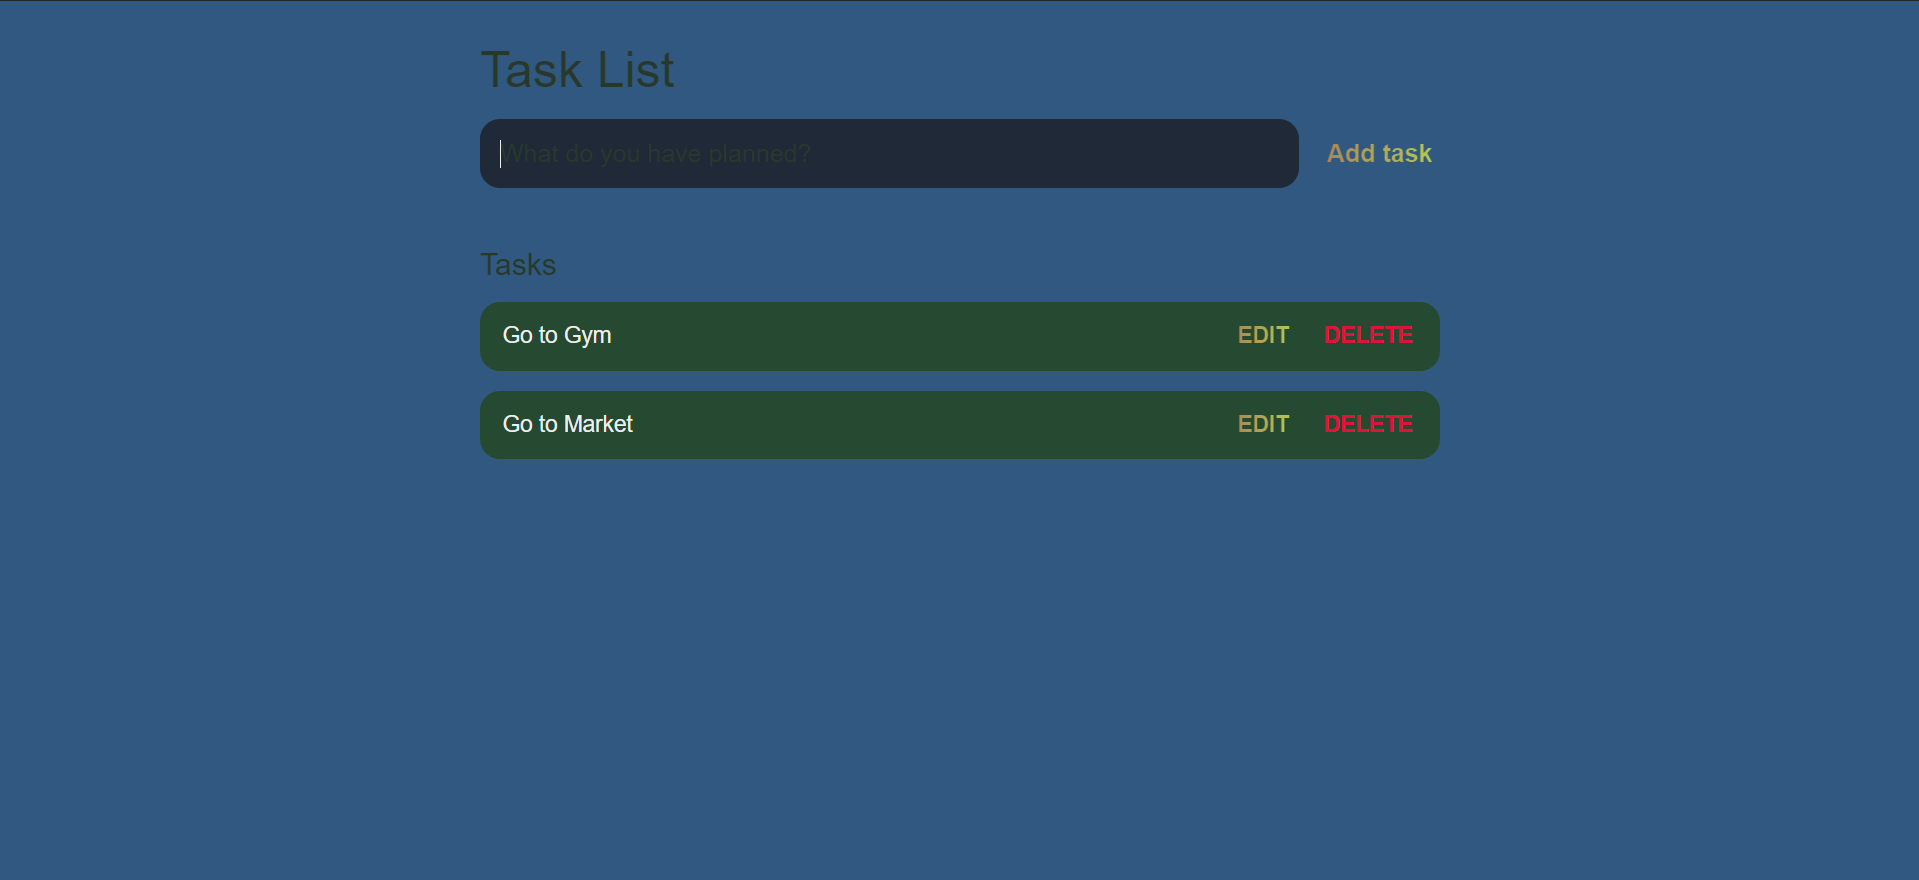 Task List
What do you have planned? Add task
Tasks
Go to Gym EDIT DELETE
Go to Market EDIT DELETE